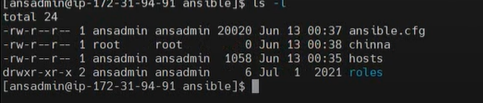 [ansadmin@ip-172-31-94-91 ansible]$ ls -l
total 24
-rw-r--r-- 1 ansadmin ansadmin 20020 Jun 13 00:37 ansible.cfg
-rw-r--r-- 1 root     root         0 Jun 13 00:38 chinna
-rw-r--r-- 1 ansadmin ansadmin  1058 Jun 13 00:35 hosts
drwxr-xr-x 2 ansadmin ansadmin     6 Jul  1  2021 roles
[ansadmin@ip-172-31-94-91 ansible]$